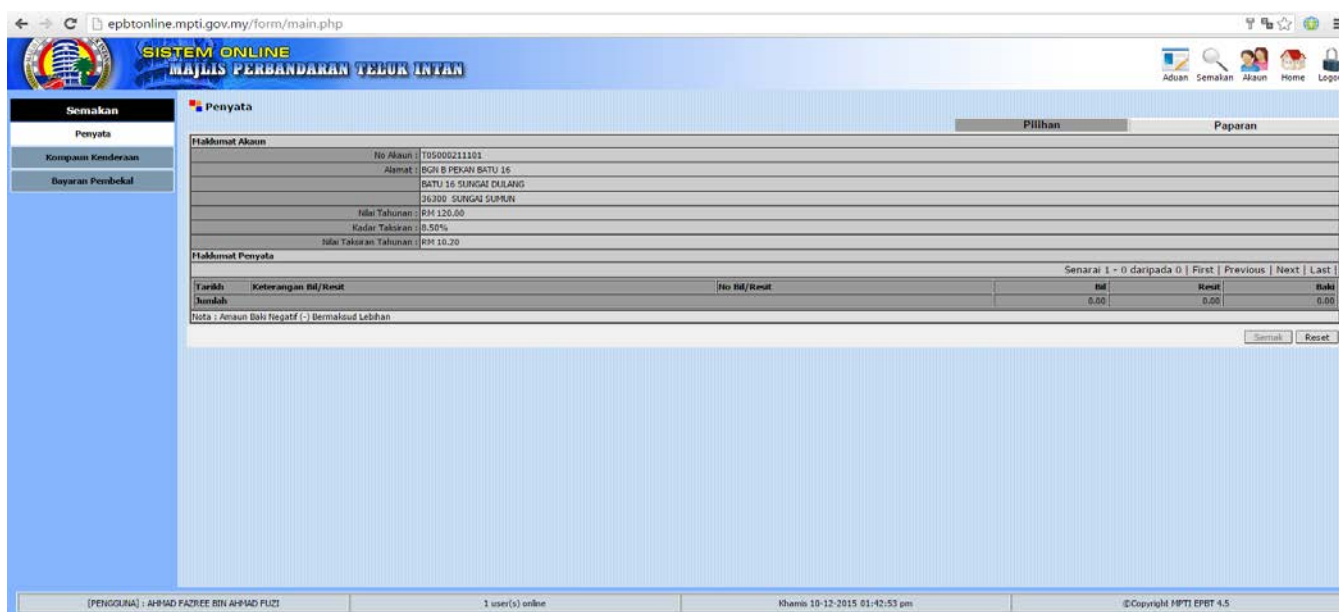 epbtonline.mpti.gov.my/form/main.php
SISTEM ONLINE
MAJLIS PERBANDARAN TELUK INTAN
Aduan Semakan Akaun Home Logo
Semakan
Penyata
Kompaun Kenderaan
Bayaran Pembekal
Penyata
Pilihan Paparan
Maklumat Akaun
No Akaun : T05000211101
Alamat : BGN B PEKAN BATU 16
BATU 16 SUNGAI DULANG
36300 SUNGAI SUMUN
Nilai Tahunan : RM 120.00
Kadar Taksiran : 8.50%
Nilai Taksiran Tahunan : RM 10.20
Maklumat Penyata
Senarai 1 - 0 daripada 0 | First | Previous | Next | Last |
Tarikh Keterangan Bil/Resit No Bil/Resit Bil Resit Baki
Jumlah 0.00 0.00 0.00
Nota : Amaun Baki Negatif (-) Bermaksud Lebihan
Semak Reset
[PENGGUNA] : AHMAD FAZREE BIN AHMAD FUZI 1 user(s) online Khamis 10-12-2015 01:42:53 pm ©Copyright MPTI EPBT 4.5